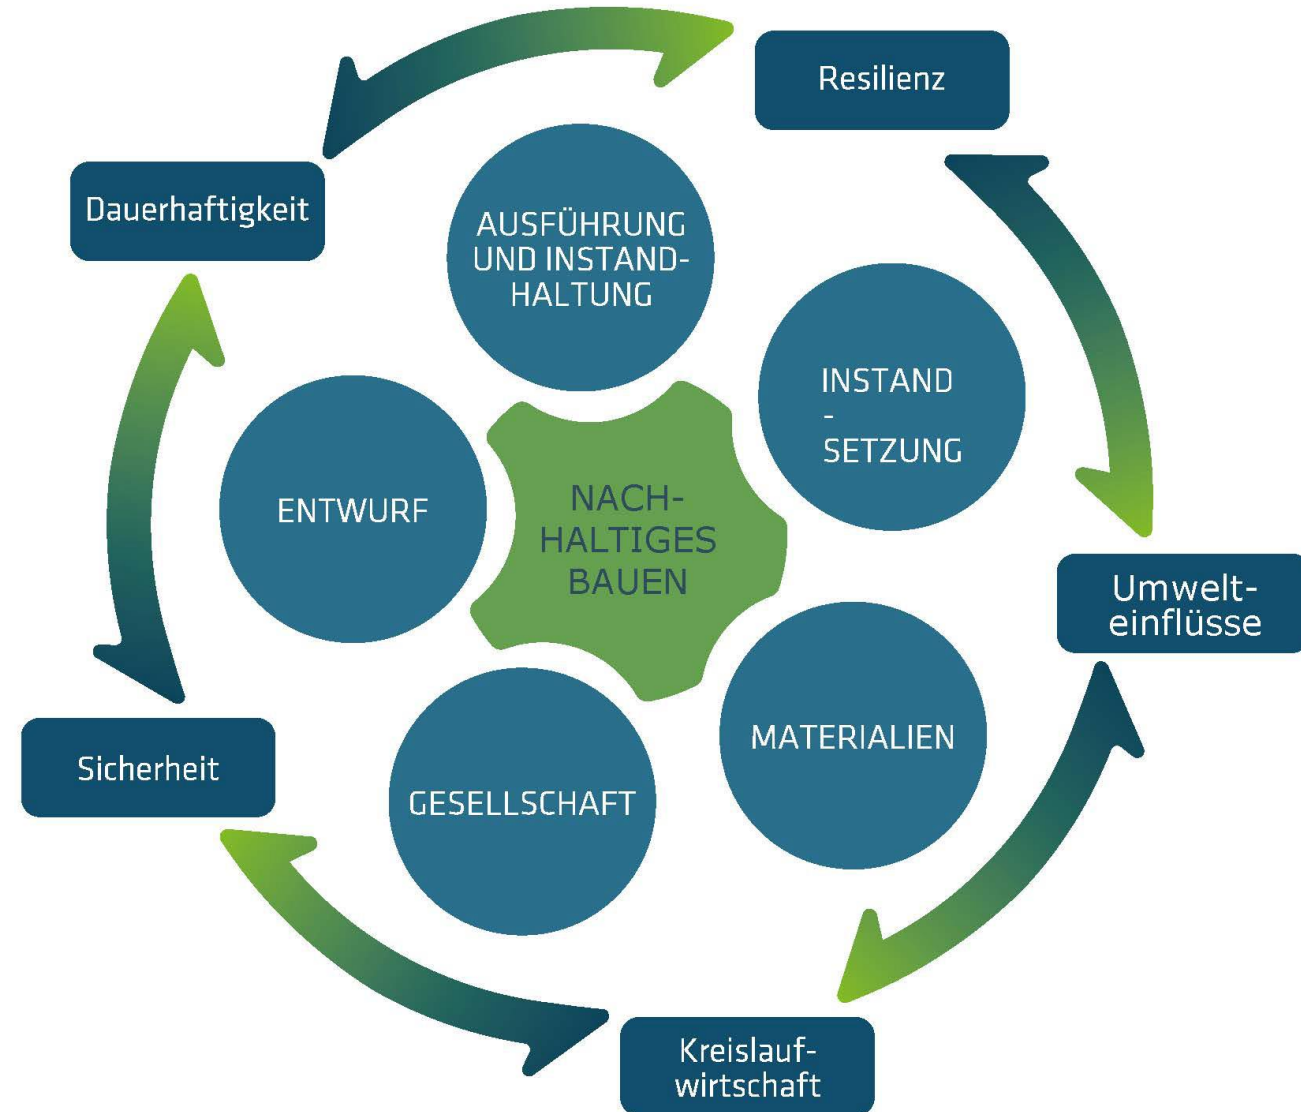 Resilienz
Dauerhaftigkeit
AUSFÜHRUNG
UND INSTAND-
HALTUNG
INSTAND
-
SETZUNG
ENTWURF
NACH-
HALTIGES
BAUEN
Umwelt-
einflüsse
MATERIALIEN
Sicherheit
GESELLSCHAFT
Kreislauf-
wirtschaft